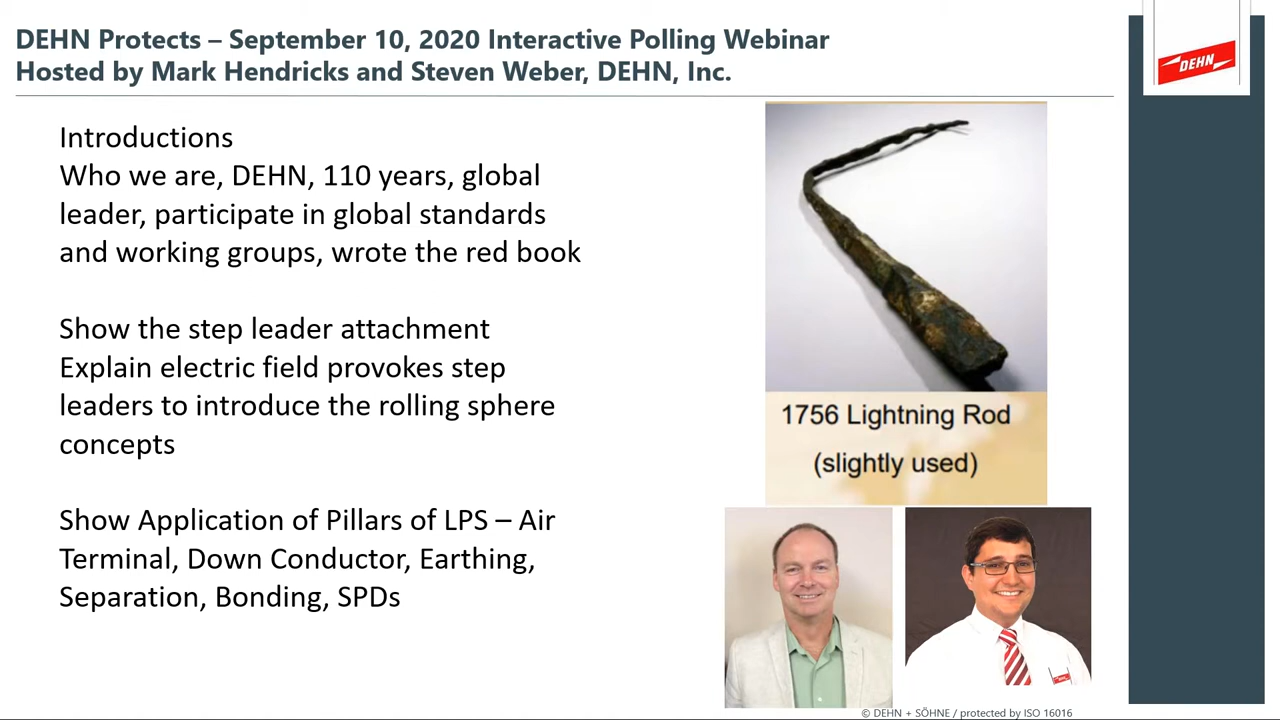 DEHN Protects – September 10, 2020 Interactive Polling Webinar
Hosted by Mark Hendricks and Steven Weber, DEHN, Inc.
DEHN
Introductions
Who we are, DEHN, 110 years, global
leader, participate in global standards
and working groups, wrote the red book
Show the step leader attachment
Explain electric field provokes step
leaders to introduce the rolling sphere
concepts
Show Application of Pillars of LPS – Air
Terminal, Down Conductor, Earthing,
Separation, Bonding, SPDs
1756 Lightning Rod
(slightly used)
© DEHN + SÖHNE / protected by ISO 16016